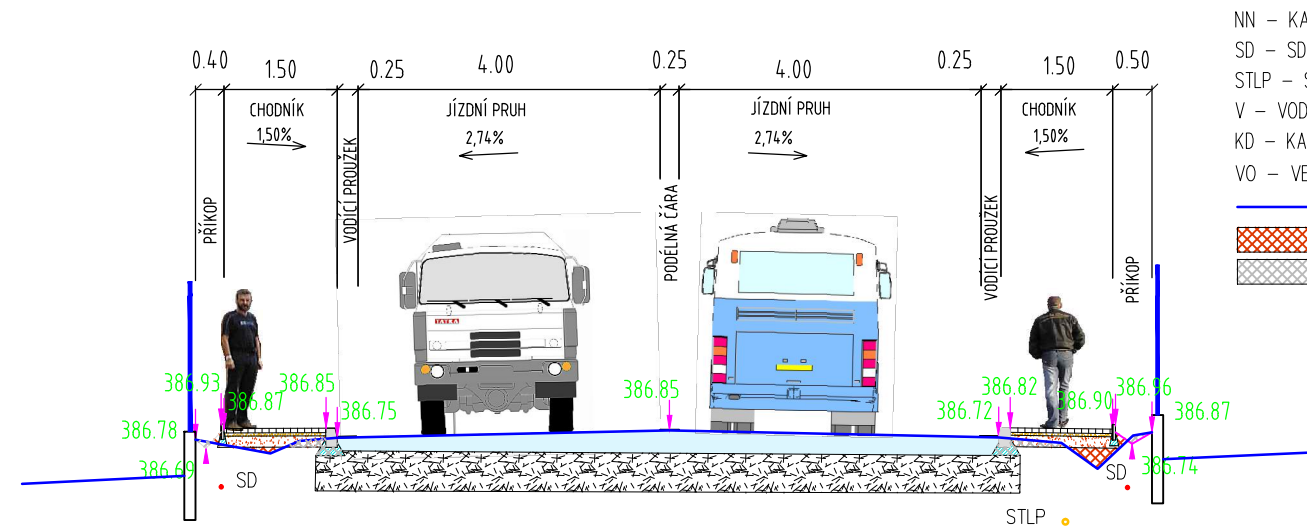 NN – KA
SD – SD
STLP – S
V – VOD
KD – KA
VO – VE
0.40 1.50 0.25 4.00 0.25 4.00 0.25 1.50 0.50
CHODNÍK JÍZDNÍ PRUH JÍZDNÍ PRUH CHODNÍK
1,50% 2,74% 2,74% 1,50%
PŘÍKOP
VODÍCÍ PROUŽEK
PODÉLNÁ ČÁRA
VODÍCÍ PROUŽEK
PŘÍKOP
TATRA
386.93 386.85 386.85 386.82 386.96
386.87 386.75 386.72 386.90 386.87
386.78
386.69 386.74
SD SD
STLP